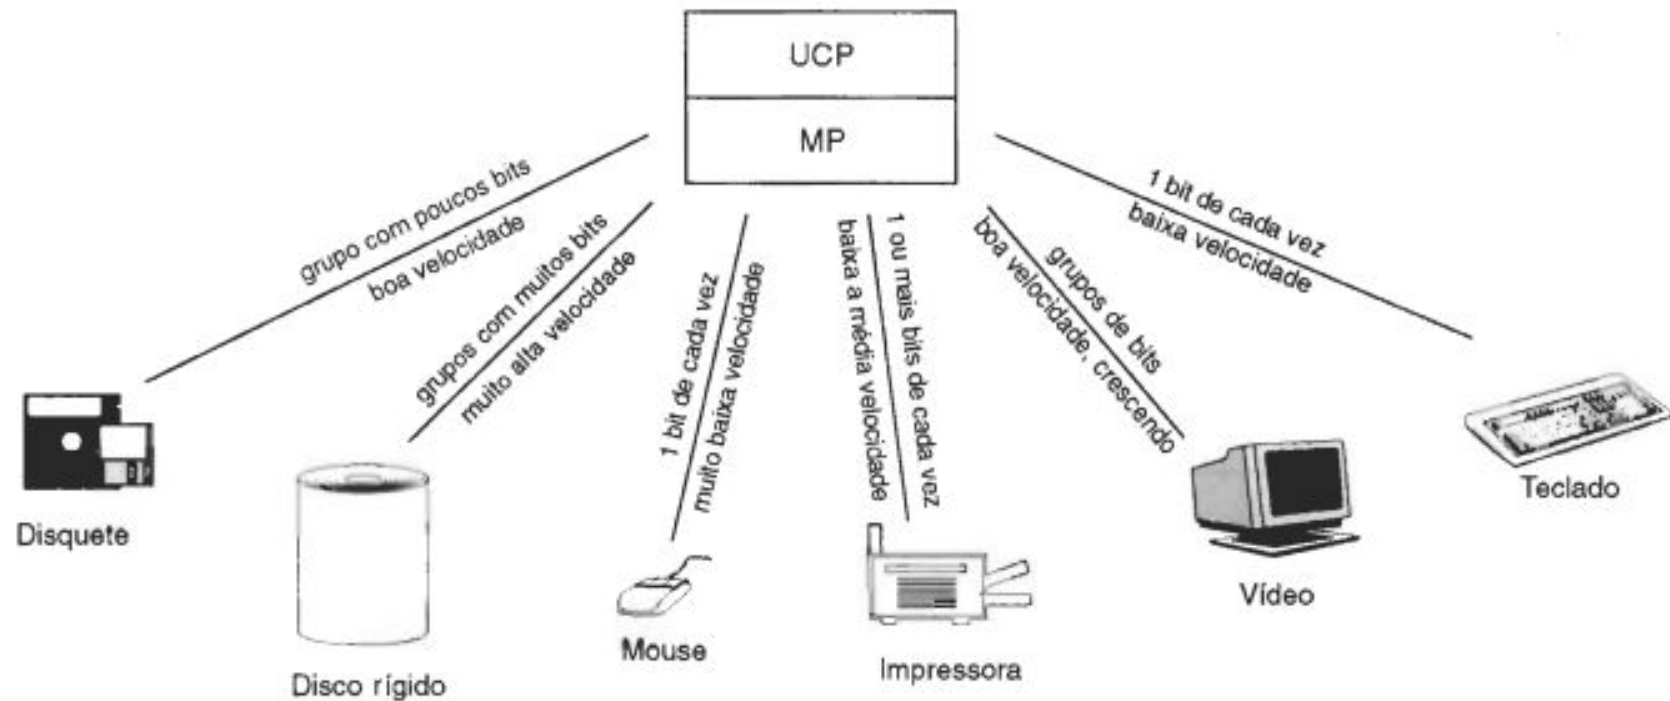 UCP
MP
grupo com poucos bits
boa velocidade
grupos com muitos bits
muito alta velocidade
1 bit de cada vez
muito baixa velocidade
1 ou mais bits de cada vez
baixa a média velocidade
grupos de bits
boa velocidade, crescendo
1 bit de cada vez
baixa velocidade
Disquete
Disco rígido
Mouse
Impressora
Vídeo
Teclado